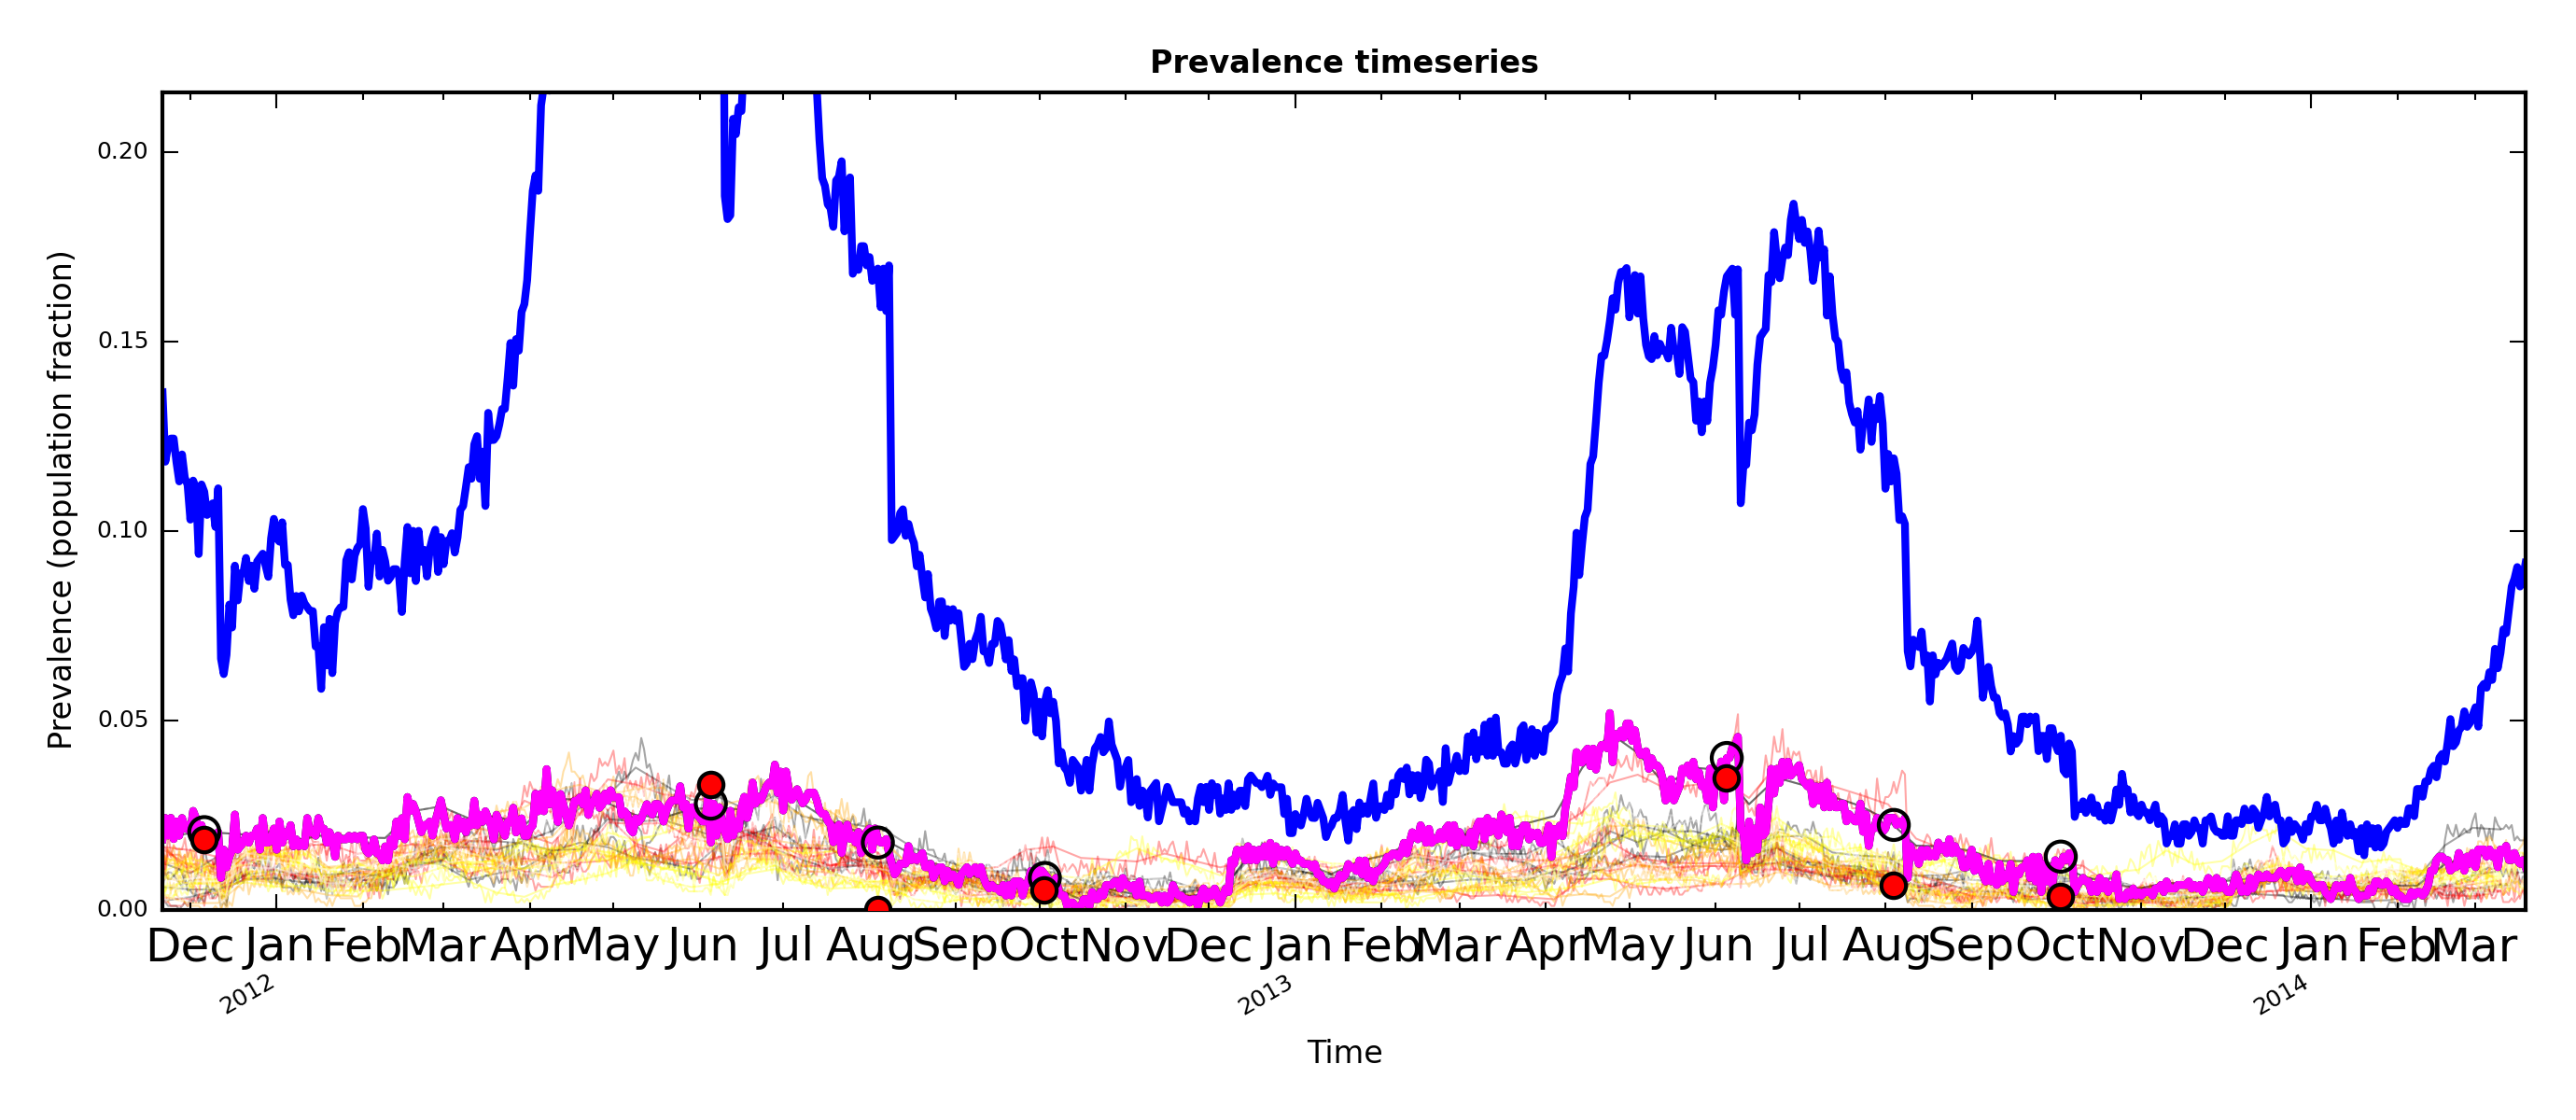 Prevalence timeseries
Prevalence (population fraction)
0.20
0.15
0.10
0.05
0.00
Dec Jan Feb Mar Apr May Jun Jul Aug Sep Oct Nov Dec Jan Feb Mar Apr May Jun Jul Aug Sep Oct Nov Dec Jan Feb Mar
2012 2013 2014
Time